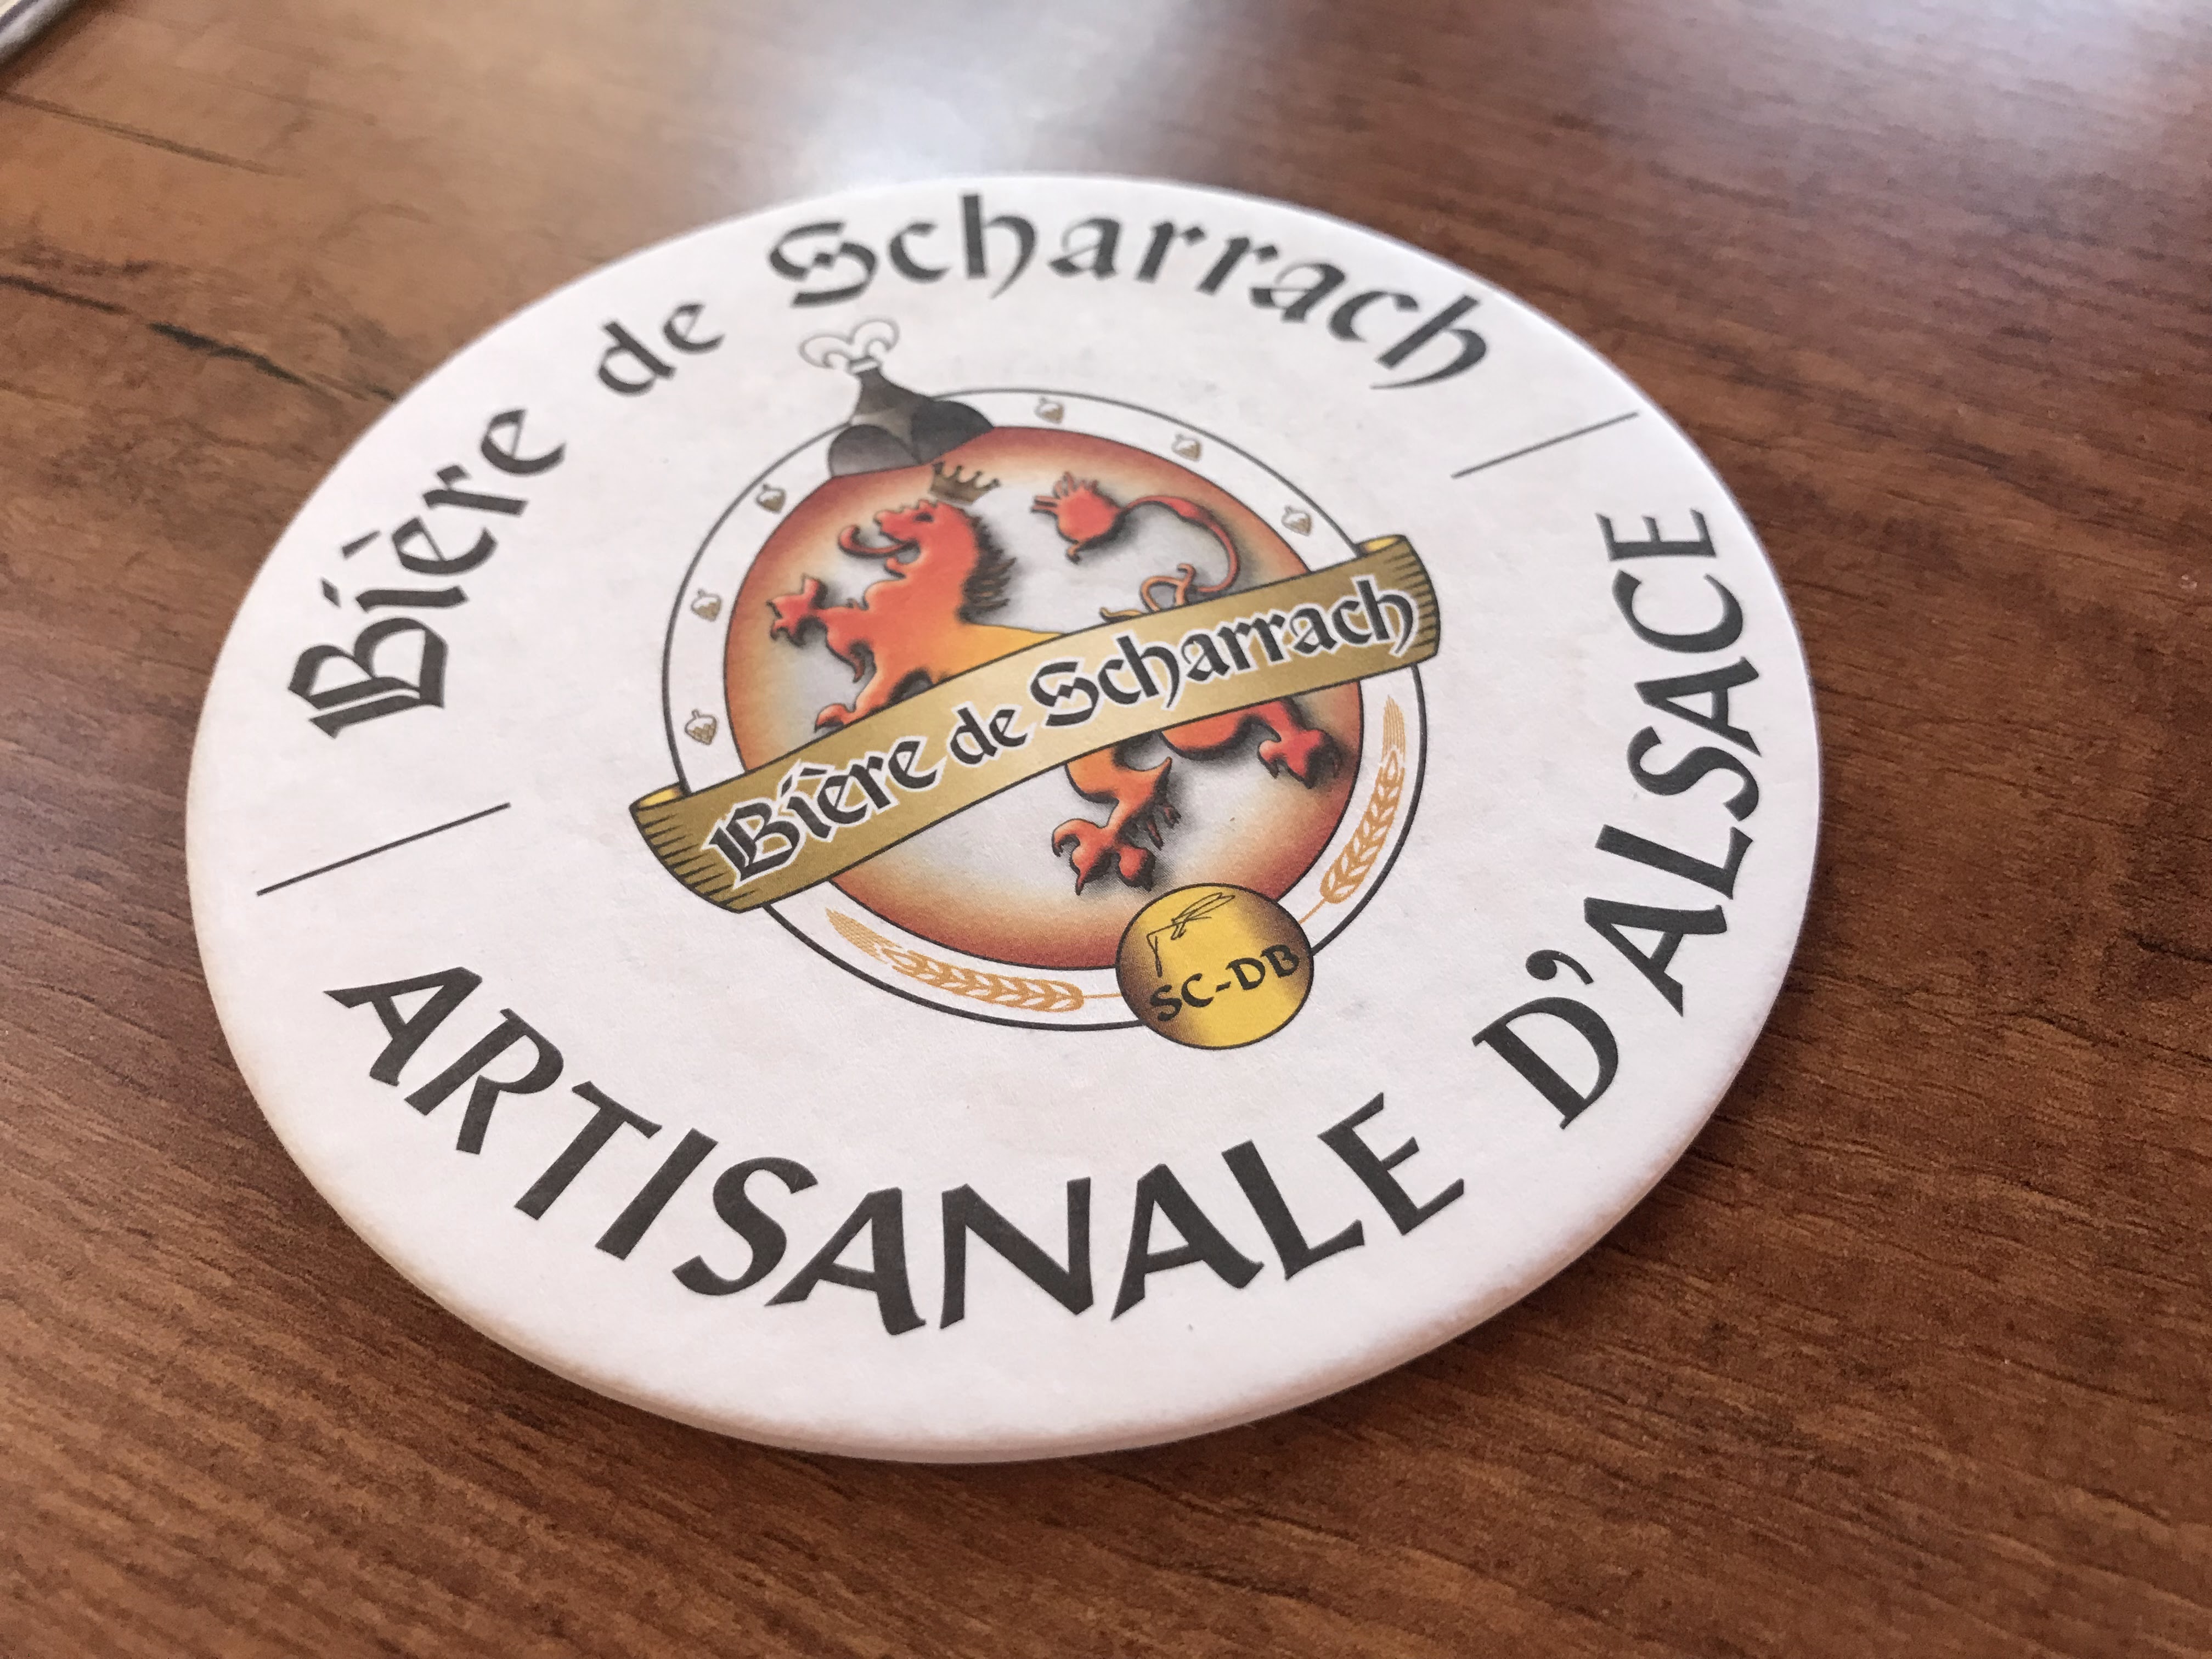 Bière de Scharrach
Bière de Scharrach
SC-DB
ARTISANALE D'ALSACE